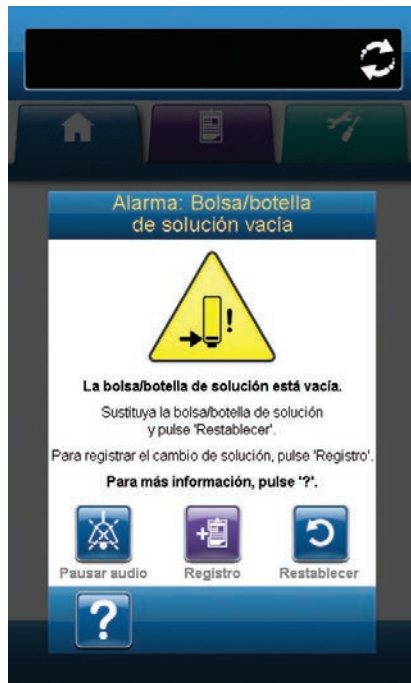 Alarma: Bolsa/botella
de solución vacía
!
La bolsa/botella de solución está vacía.
Sustituya la bolsa/botella de solución
y pulse 'Restablecer'.
Para registrar el cambio de solución, pulse 'Registro'.
Para más información, pulse '?'.
Pausar audio Registro Restablecer
?